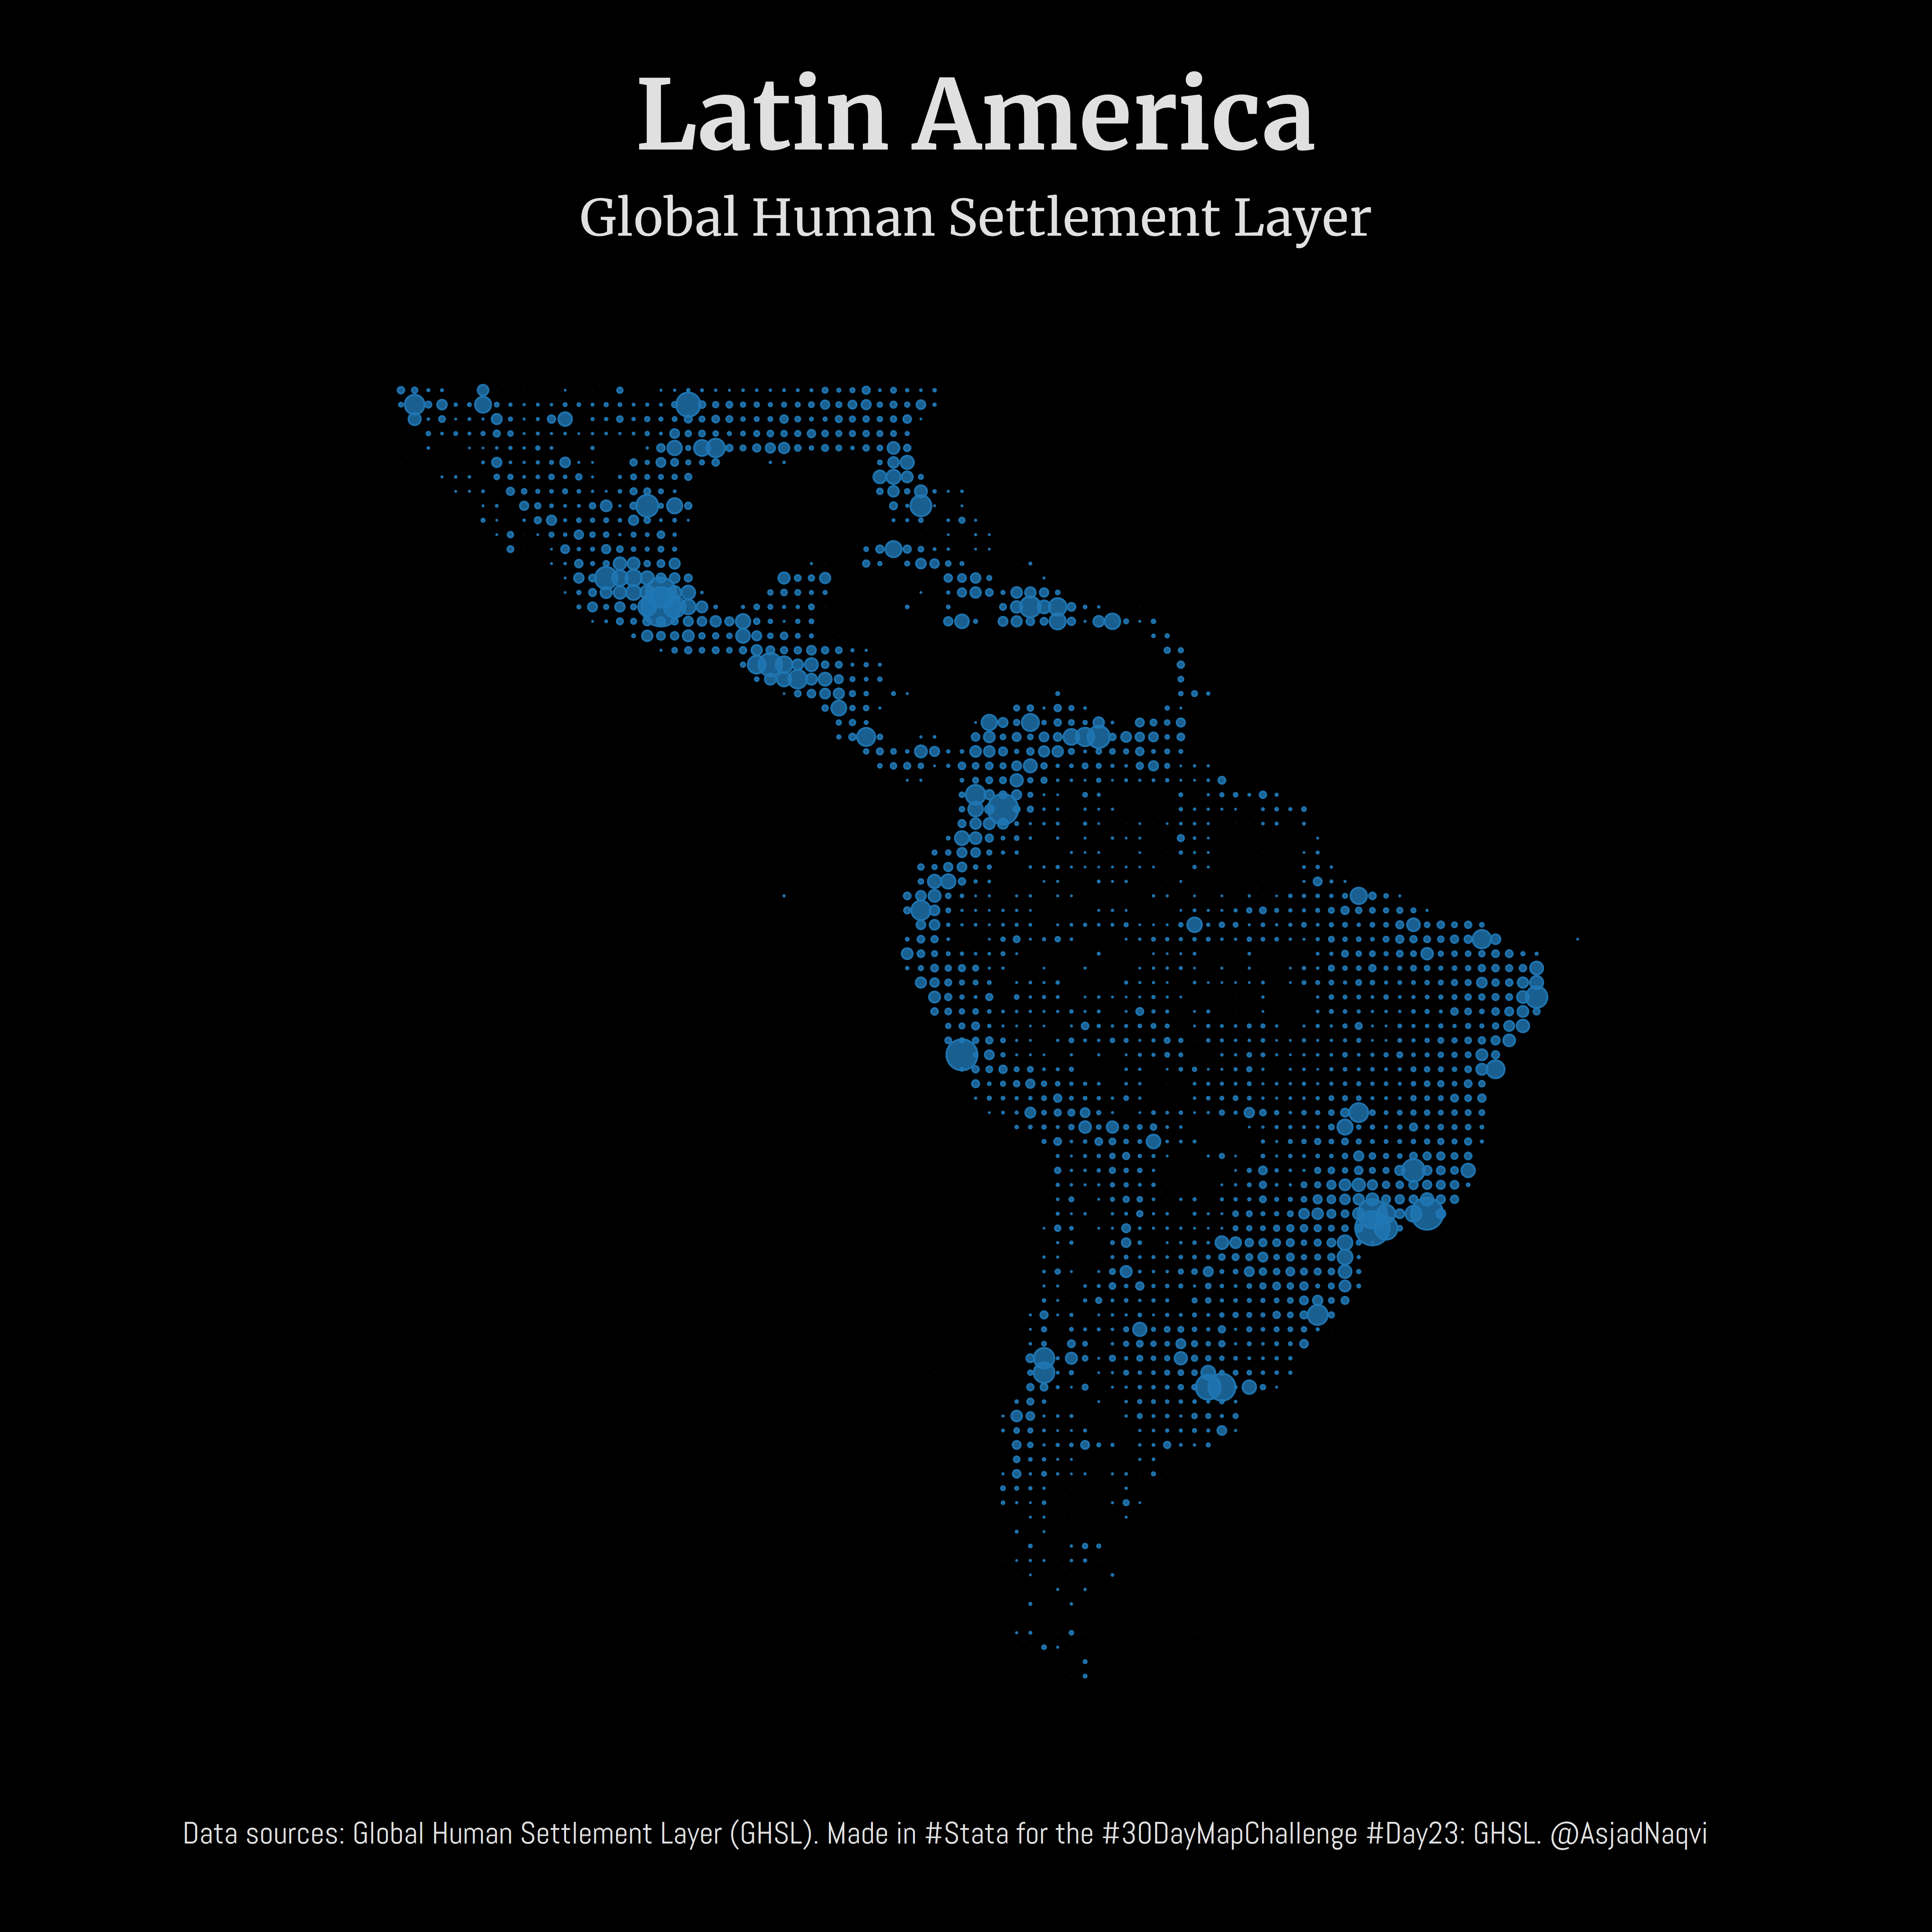 Latin America
Global Human Settlement Layer
Data sources: Global Human Settlement Layer (GHSL). Made in #Stata for the #30DayMapChallenge #Day23: GHSL. @AsjadNaqvi